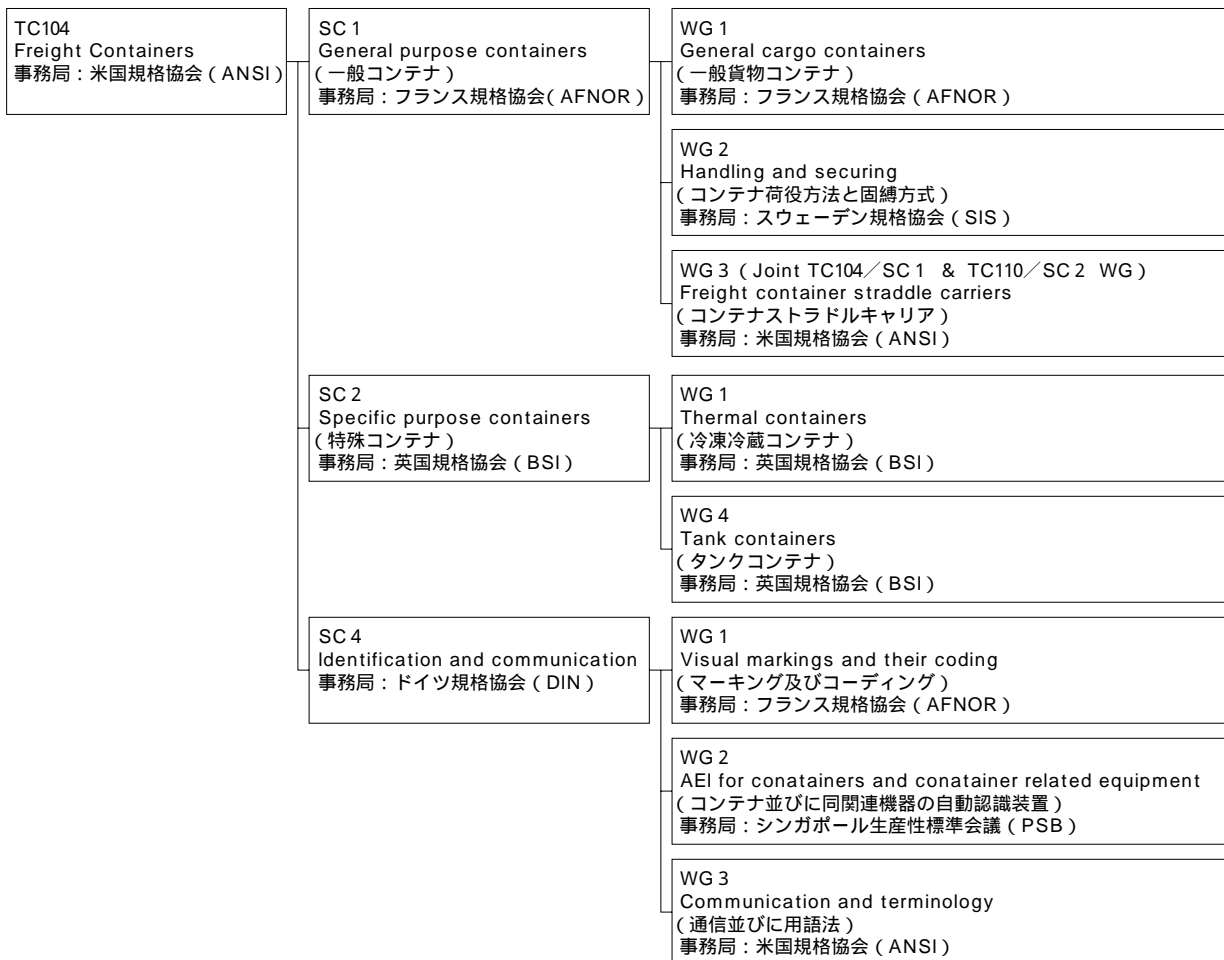 TC104
Freight Containers
事務局：米国規格協会（ANSI）
SC 1
General purpose containers
（一般コンテナ）
事務局：フランス規格協会（AFNOR）
WG 1
General cargo containers
（一般貨物コンテナ）
事務局：フランス規格協会（AFNOR）
WG 2
Handling and securing
（コンテナ荷役方法と固縛方式）
事務局：スウェーデン規格協会（SIS）
WG 3（Joint TC104／SC 1 & TC110／SC 2 WG）
Freight container straddle carriers
（コンテナストラドルキャリア）
事務局：米国規格協会（ANSI）
SC 2
Specific purpose containers
（特殊コンテナ）
事務局：英国規格協会（BSI）
WG 1
Thermal containers
（冷凍冷蔵コンテナ）
事務局：英国規格協会（BSI）
WG 4
Tank containers
（タンクコンテナ）
事務局：英国規格協会（BSI）
SC 4
Identification and communication
事務局：ドイツ規格協会（DIN）
WG 1
Visual markings and their coding
（マーキング及びコーディング）
事務局：フランス規格協会（AFNOR）
WG 2
AEI for conatainers and conatainer related equipment
（コンテナ並びに同関連機器の自動認識装置）
事務局：シンガポール生産性標準会議（PSB）
WG 3
Communication and terminology
（通信並びに用語法）
事務局：米国規格協会（ANSI）